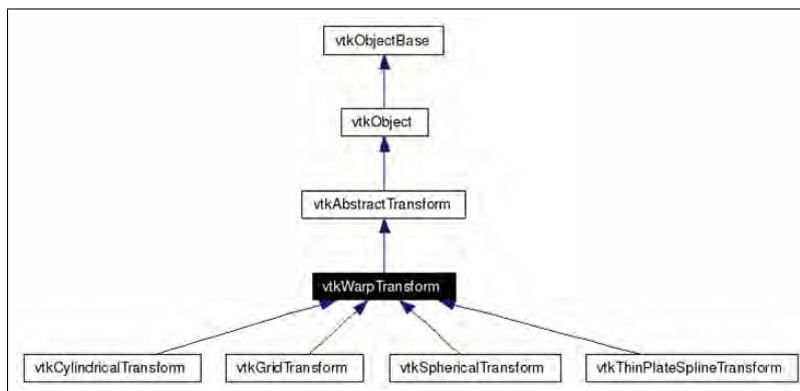 vtkObjectBase
vtkObject
vtkAbstractTransform
vtkWarpTransform
vtkCylindricalTransform
vtkGridTransform
vtkSphericalTransform
vtkThinPlateSplineTransform